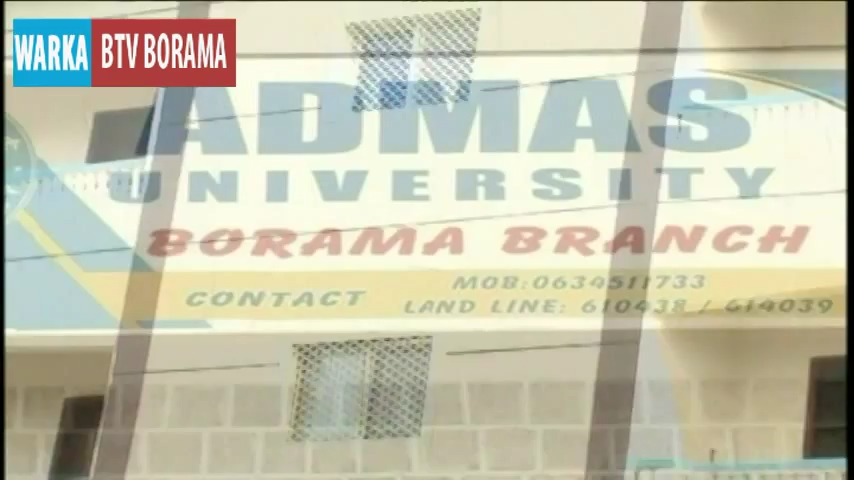 WARKA BTV BORAMA
ADMAS
UNIVERSITY
BORAMA BRANCH
CONTACT
MOB:0634511733
LAND LINE: 610438 / 614039